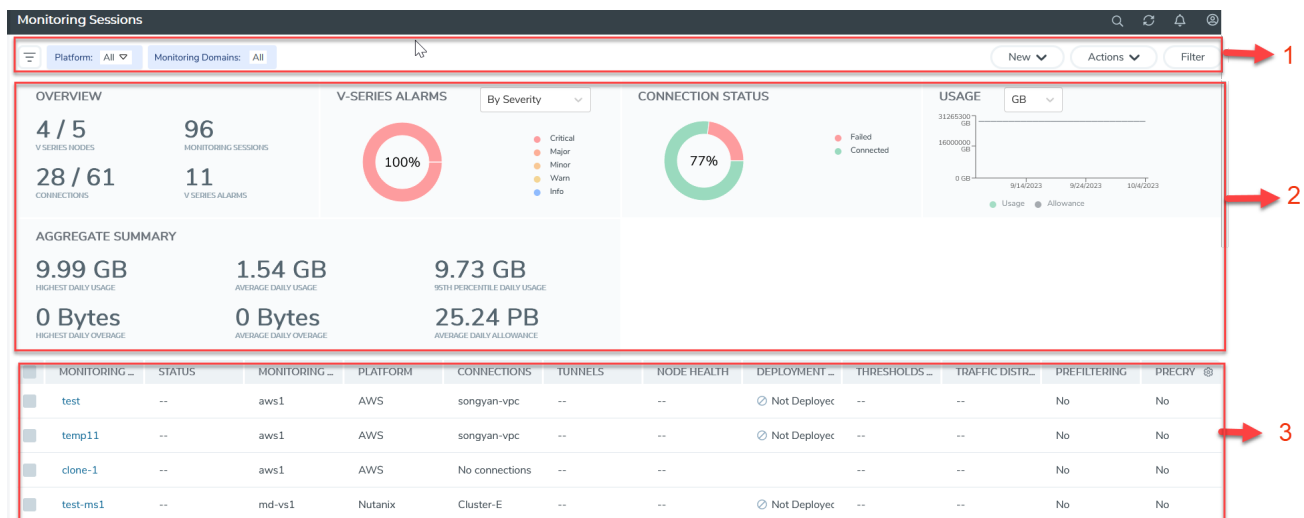 Monitoring Sessions
Platform: All Monitoring Domains: All New Actions Filter 1
OVERVIEW
4 / 5 96
V SERIES NODES MONITORING SESSIONS
28 / 61 11
CONNECTIONS V SERIES ALARMS
V-SERIES ALARMS By Severity
100%
Critical
Major
Minor
Warn
Info
CONNECTION STATUS
77%
Failed
Connected
USAGE GB
31265300 GB
16000000 GB
0 GB
9/14/2023 9/24/2023 10/4/2023
Usage Allowance
2
AGGREGATE SUMMARY
9.99 GB 1.54 GB 9.73 GB
HIGHEST DAILY USAGE AVERAGE DAILY USAGE 95TH PERCENTILE DAILY USAGE
0 Bytes 0 Bytes 25.24 PB
HIGHEST DAILY OVERAGE AVERAGE DAILY OVERAGE AVERAGE DAILY ALLOWANCE
MONITORING ... STATUS MONITORING ... PLATFORM CONNECTIONS TUNNELS NODE HEALTH DEPLOYMENT ... THRESHOLDS ... TRAFFIC DISTR... PREFILTERING PRECRY
test -- aws1 AWS songyan-vpc -- -- Not Deployec -- -- No No
temp11 -- aws1 AWS songyan-vpc -- -- Not Deployec -- -- No No
3
clone-1 -- aws1 AWS No connections -- -- -- -- No No
test-ms1 -- md-vs1 Nutanix Cluster-E -- -- Not Deployec -- -- No No